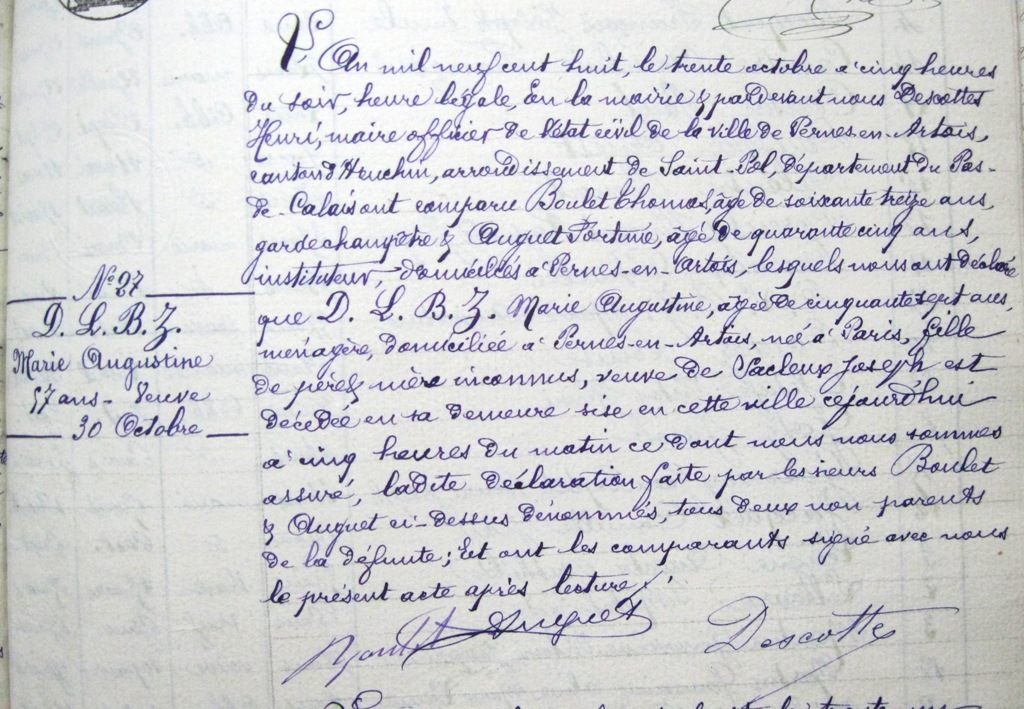 N° 27
D. L. B. Z.
Marie Augustine
57 ans - Veuve
30 Octobre
L'An mil neuf cent huit, le trente octobre à cinq heures
du soir, heure légale, En la mairie & par devant nous Descottes
Henri, maire officier de l'état civil de la ville de Pernes-en-Artois,
canton d'Heuchin, arrondissement de Saint-Pol, département du Pas-
de-Calais ont comparu Boulet Thomas, âgé de soixante treize ans,
garde champêtre & Auguet Fortuné, âgé de quarante cinq ans,
instituteur, domiciliés à Pernes-en-Artois, lesquels nous ont déclaré
que D. L. B. Z. Marie Augustine, âgée de cinquante sept ans,
ménagère, domiciliée à Pernes-en-Artois, née à Paris, fille
de père & mère inconnus, veuve de Sacleux Joseph est
décédée en sa demeure sise en cette ville cejourd'hui
à cinq heures du matin ce dont nous nous sommes
assuré, ladite déclaration faite par les sieurs Boulet
& Auguet ci-dessus dénommés, tous deux non parents
de la défunte; Et ont les comparants signé avec nous
le présent acte après lecture.
Auguet Descottes